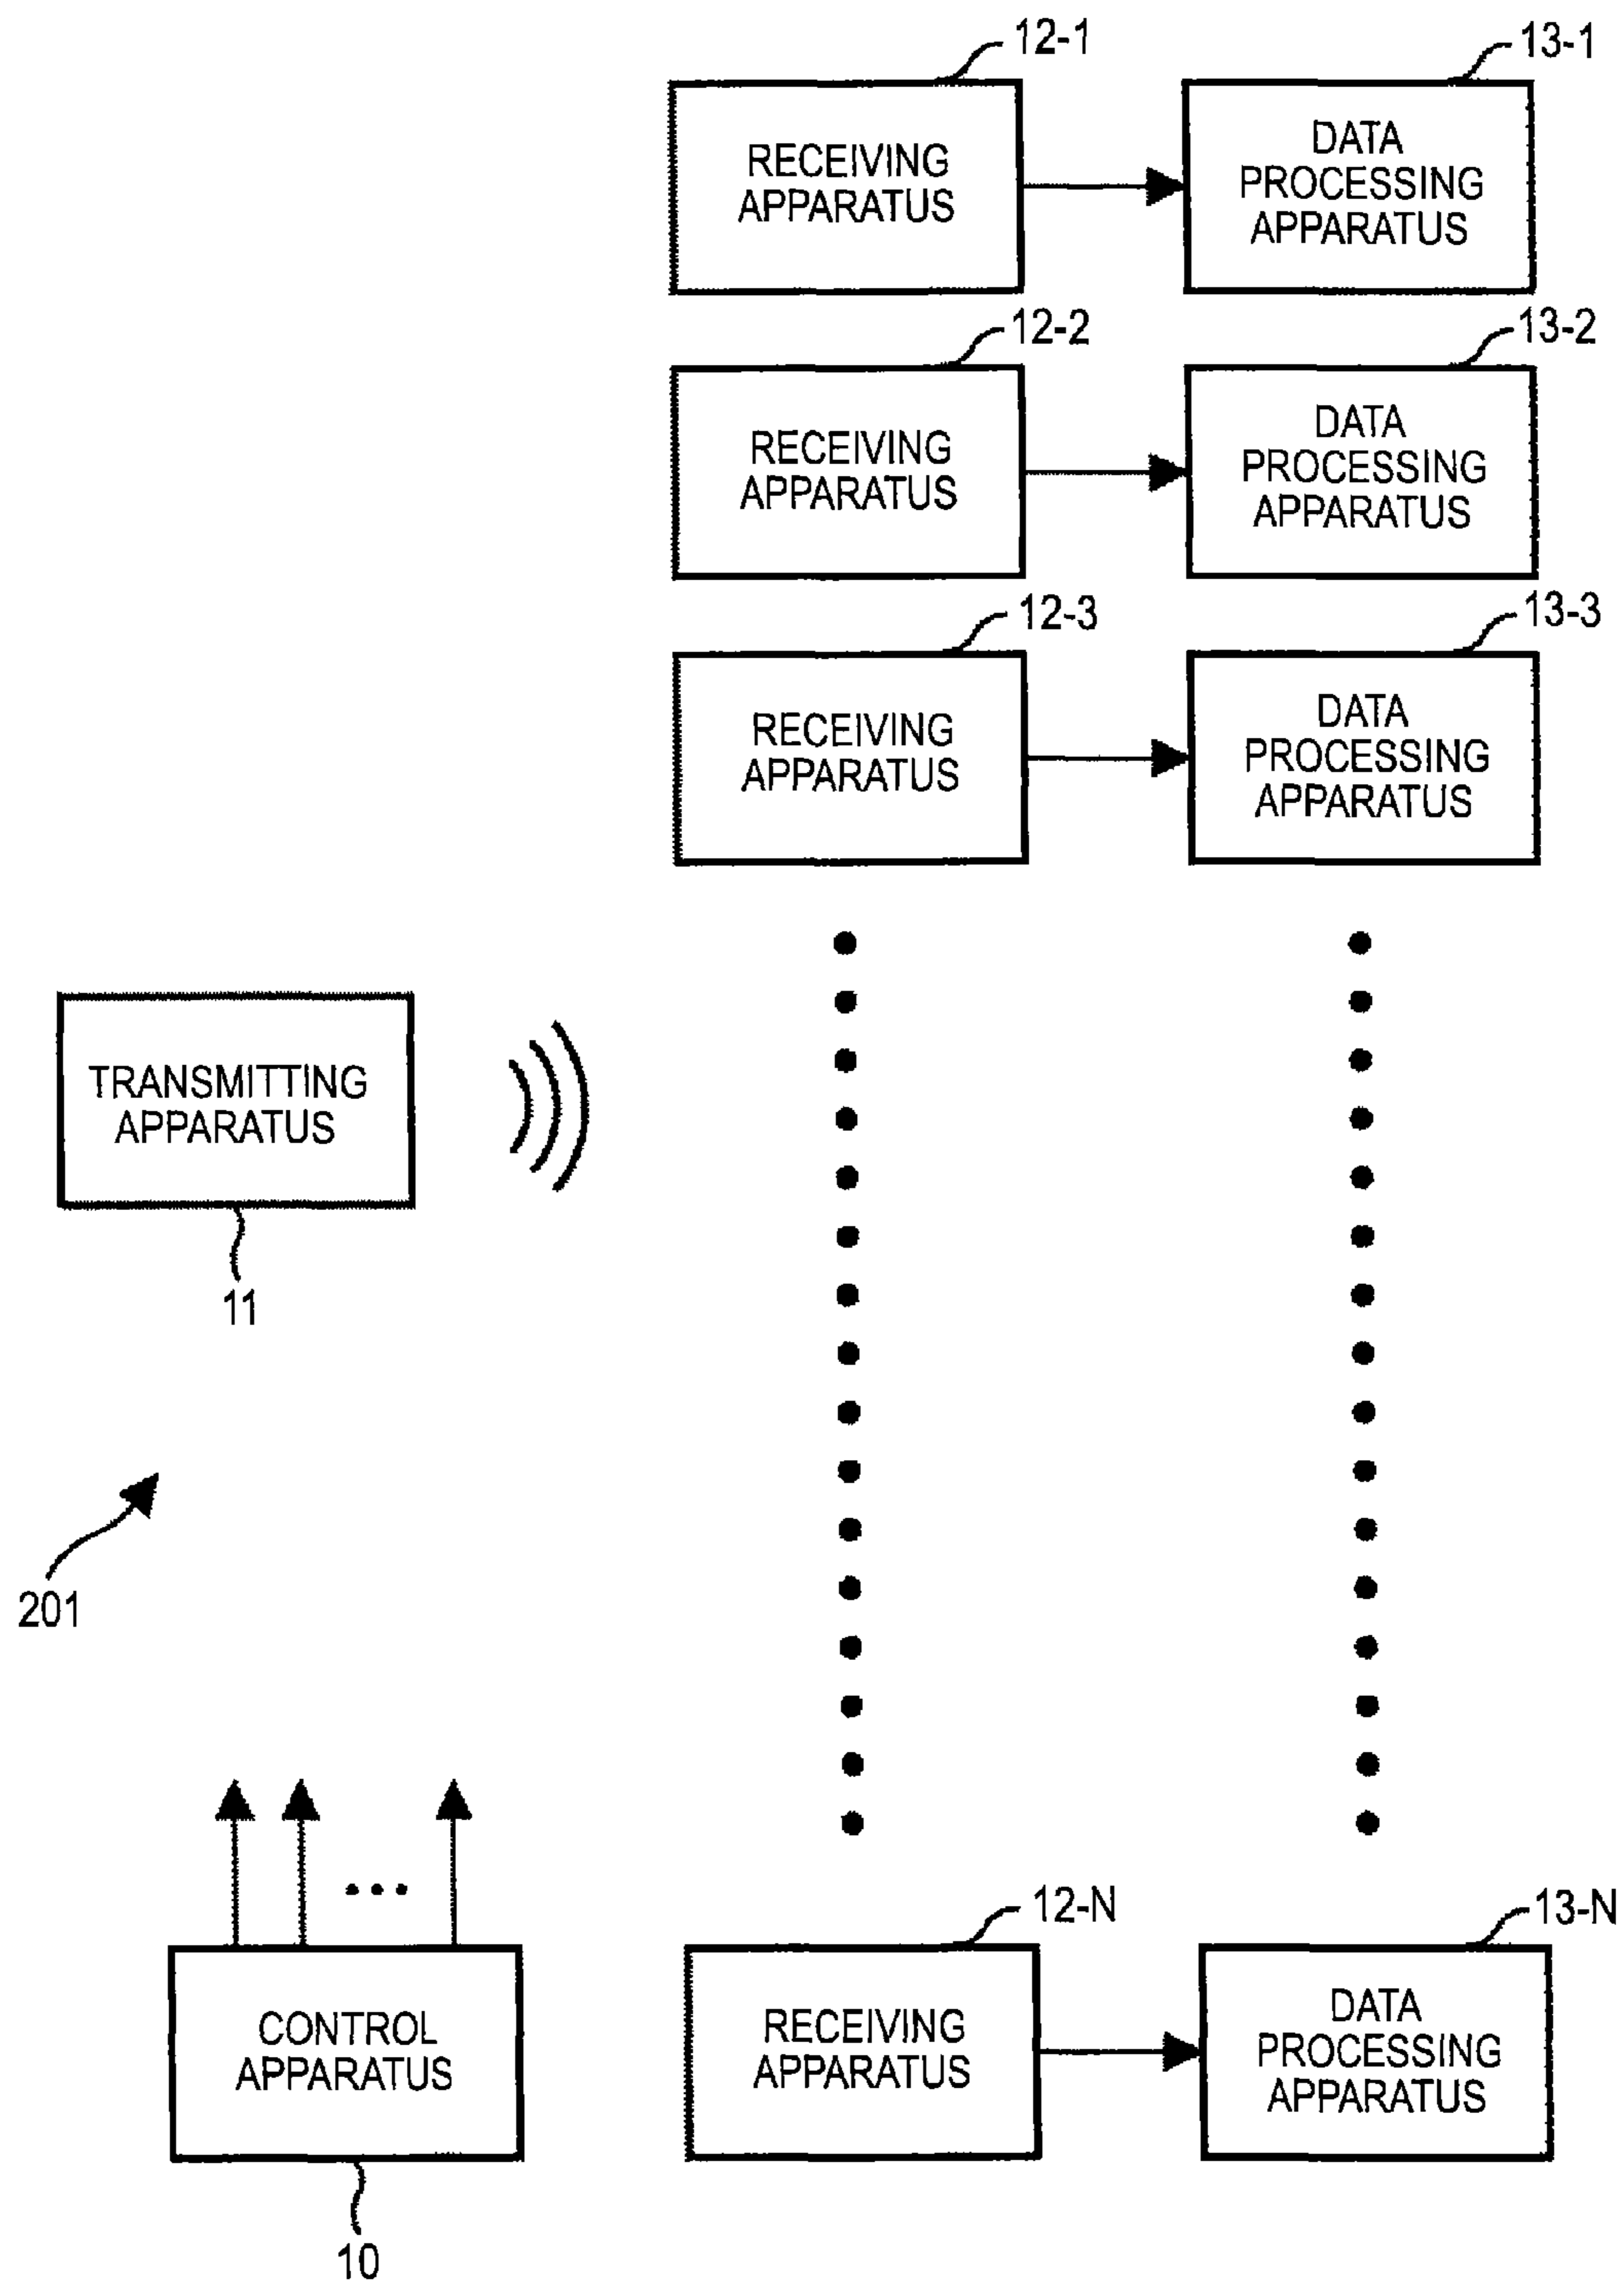 12-1
13-1
RECEIVING
APPARATUS
DATA
PROCESSING
APPARATUS
12-2
13-2
RECEIVING
APPARATUS
DATA
PROCESSING
APPARATUS
12-3
13-3
RECEIVING
APPARATUS
DATA
PROCESSING
APPARATUS
TRANSMITTING
APPARATUS
11
201
12-N
13-N
CONTROL
APPARATUS
RECEIVING
APPARATUS
DATA
PROCESSING
APPARATUS
10